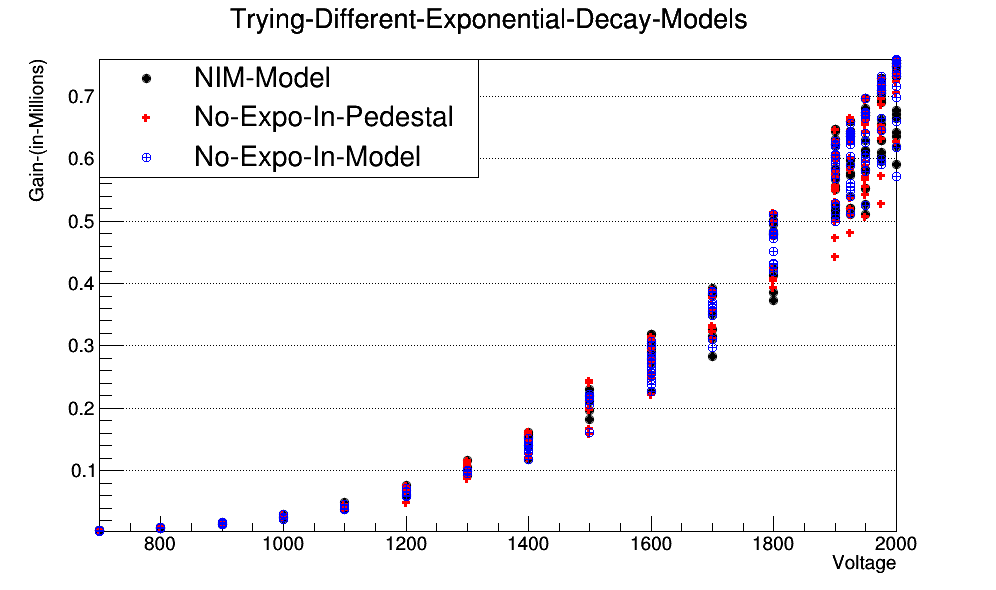 Trying-Different-Exponential-Decay-Models
Gain-(in-Millions)
NIM-Model
No-Expo-In-Pedestal
No-Expo-In-Model
0.7
0.6
0.5
0.4
0.3
0.2
0.1
800 1000 1200 1400 1600 1800 2000
Voltage